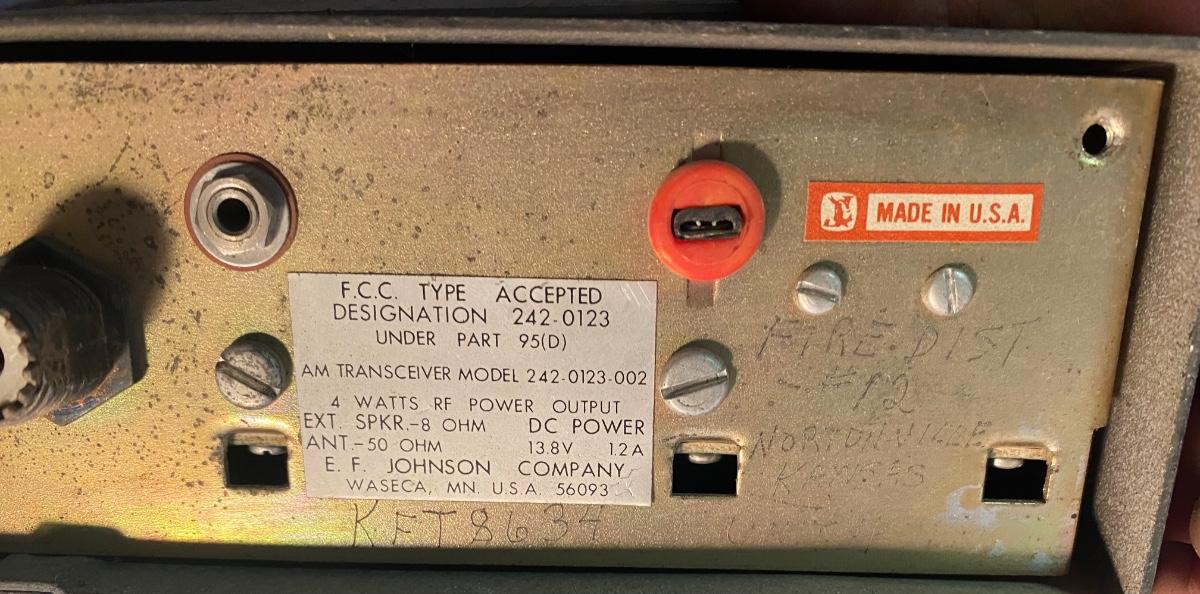 MADE IN U.S.A.
F.C.C. TYPE ACCEPTED
DESIGNATION 242-0123
UNDER PART 95(D)
AM TRANSCEIVER MODEL 242-0123-002
4 WATTS RF POWER OUTPUT
EXT. SPKR.-8 OHM DC POWER
ANT.-50 OHM 13.8V 1.2A
E. F. JOHNSON COMPANY
WASECA, MN. U.S.A. 56093
FIRE-DIST
-#12
NORTONVILLE
KANSAS
KFT8634